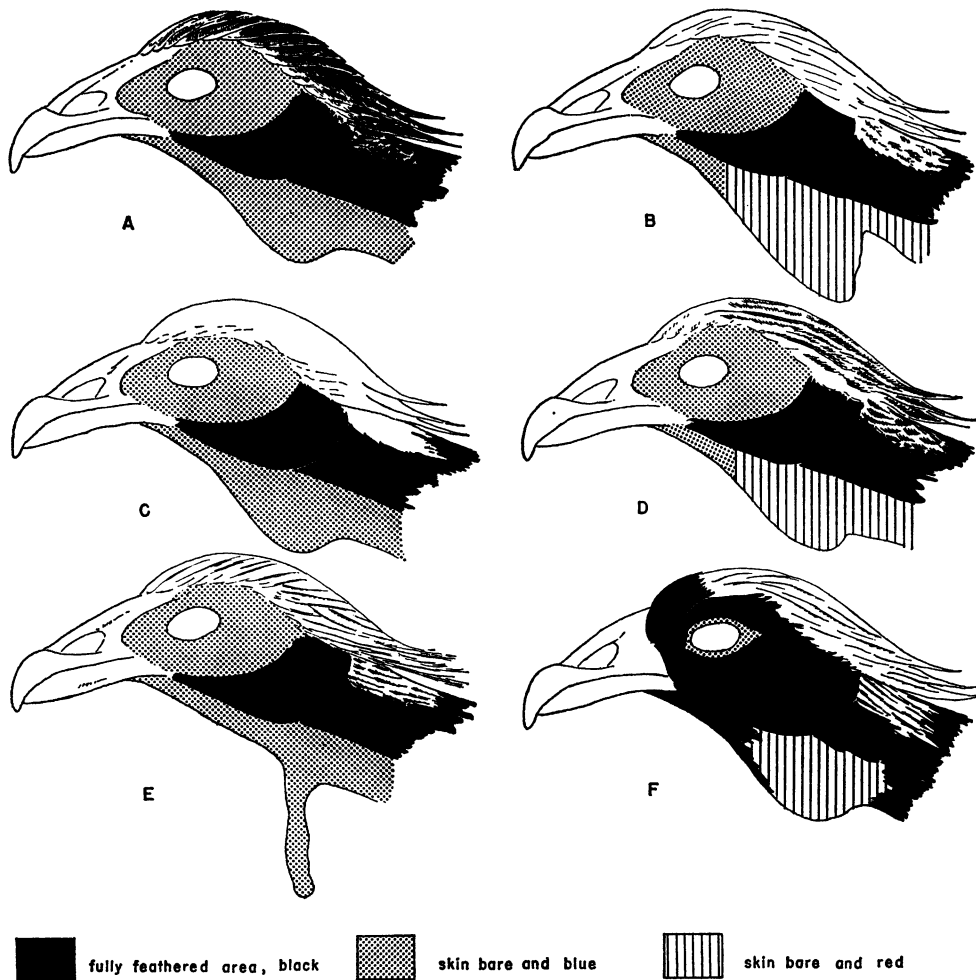 A
B
C
D
E
F
fully feathered area, black
skin bare and blue
skin bare and red